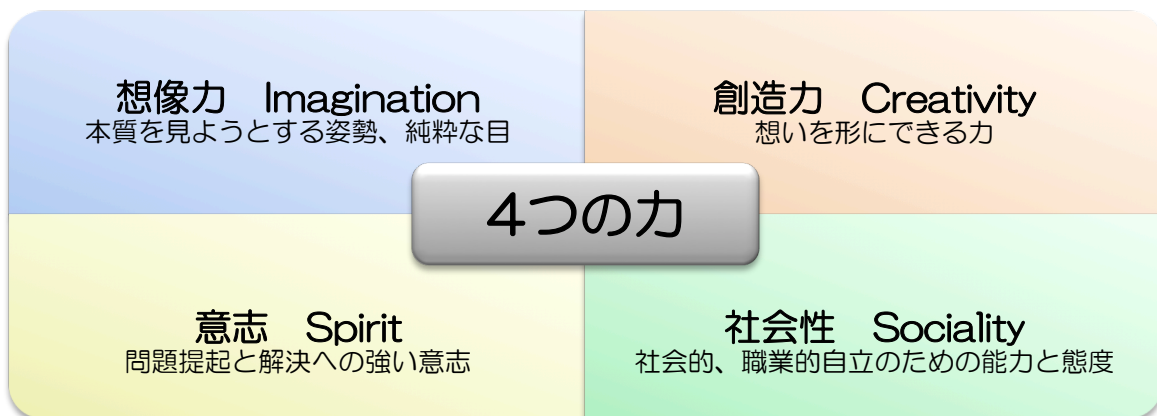 想像力　Imagination
本質を見ようとする姿勢、純粋な目
創造力　Creativity
想いを形にできる力
4つの力
意志　Spirit
問題提起と解決への強い意志
社会性　Sociality
社会的、職業的自立のための能力と態度